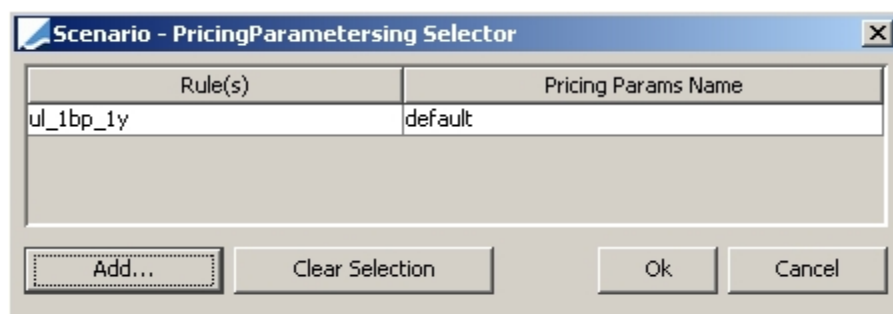 Scenario - PricingParametersing Selector
Rule(s) Pricing Params Name
ul_1bp_1y default
Add... Clear Selection Ok Cancel